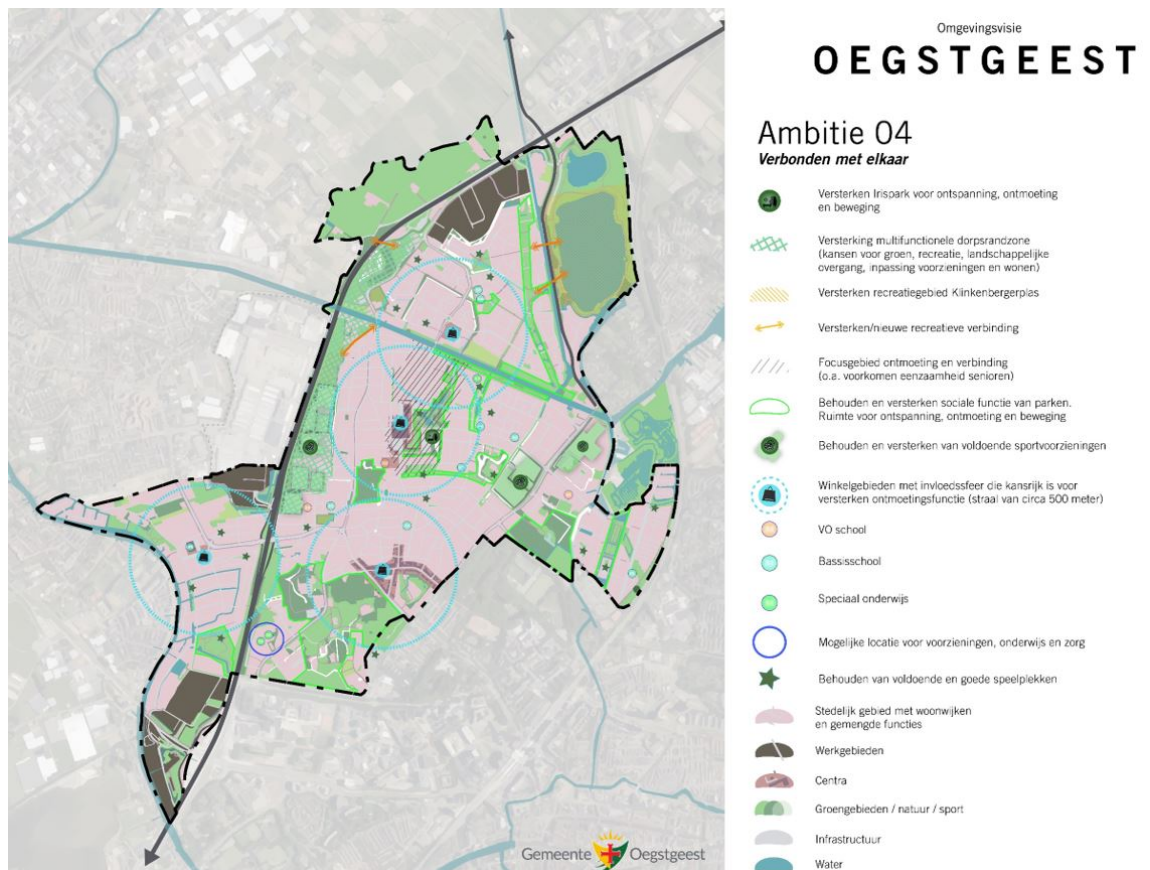 Omgevingsvisie
OEGSTGEEST
Ambitie 04
Verbonden met elkaar
Versterken Irispark voor ontspanning, ontmoeting
en beweging
Versterking multifunctionele dorpsrandzone
(kansen voor groen, recreatie, landschappelijke
overgang, inpassing voorzieningen en wonen)
Versterken recreatiegebied Klinkenbergerplas
Versterken/nieuwe recreatieve verbinding
Focusgebied ontmoeting en verbinding
(o.a. voorkomen eenzaamheid senioren)
Behouden en versterken sociale functie van parken.
Ruimte voor ontspanning, ontmoeting en beweging
Behouden en versterken van voldoende sportvoorzieningen
Winkelgebieden met invloedssfeer die kansrijk is voor
versterken ontmoetingsfunctie (straal van circa 500 meter)
VO school
Bassisschool
Speciaal onderwijs
Mogelijke locatie voor voorzieningen, onderwijs en zorg
Behouden van voldoende en goede speelplekken
Stedelijk gebied met woonwijken
en gemengde functies
Werkgebieden
Centra
Groengebieden / natuur / sport
Infrastructuur
Water
Gemeente Oegstgeest